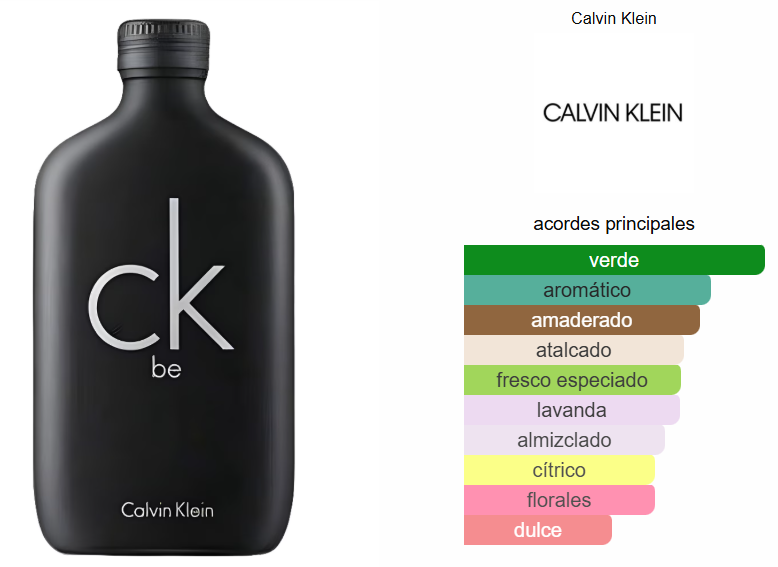 ck
be
Calvin Klein
Calvin Klein
CALVIN KLEIN
acordes principales
verde
aromático
amaderado
atalcado
fresco especiado
lavanda
almizclado
cítrico
florales
dulce